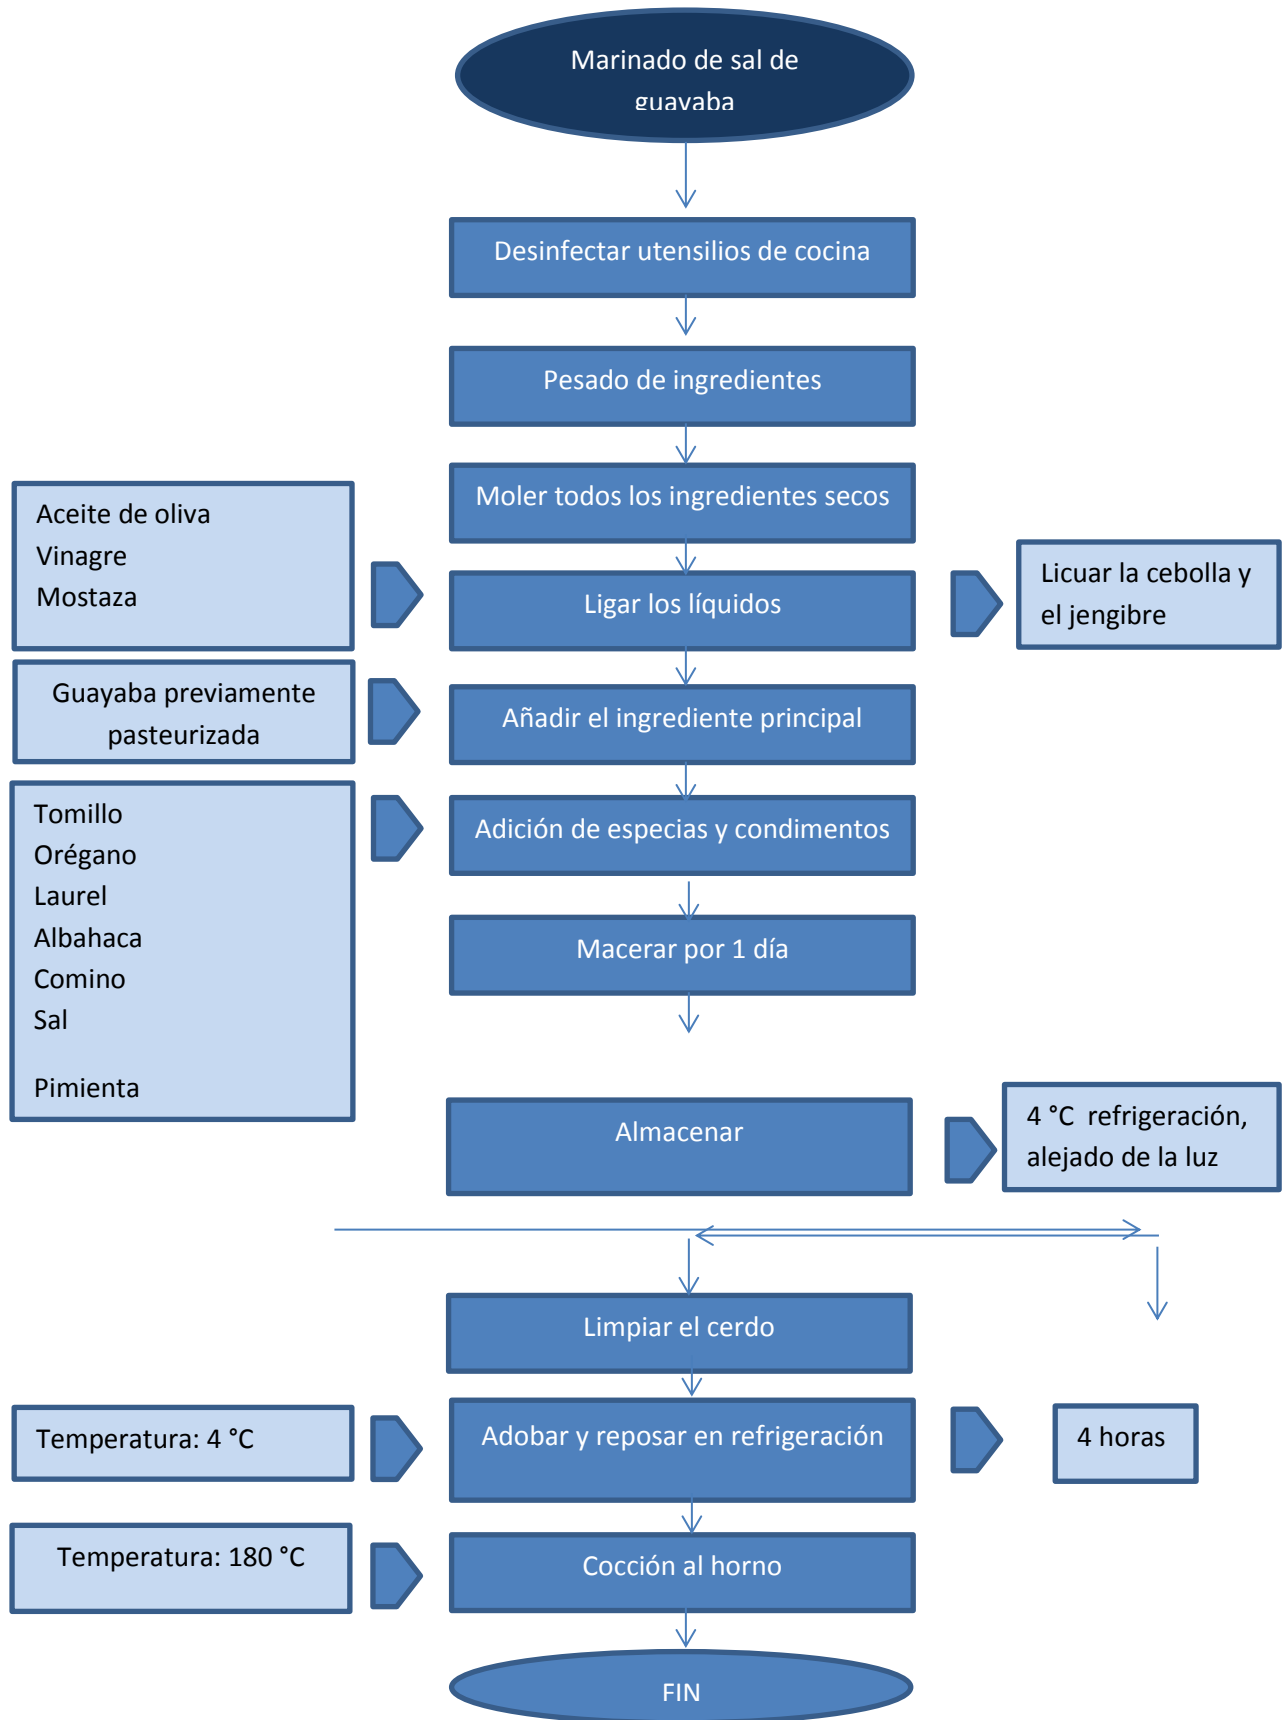 Marinado de sal de
guayaba
Desinfectar utensilios de cocina
Pesado de ingredientes
Moler todos los ingredientes secos
Aceite de oliva
Vinagre
Mostaza
Ligar los líquidos
Licuar la cebolla y
el jengibre
Guayaba previamente
pasteurizada
Añadir el ingrediente principal
Tomillo
Orégano
Laurel
Albahaca
Comino
Sal
Pimienta
Adición de especias y condimentos
Macerar por 1 día
Almacenar
4 °C refrigeración,
alejado de la luz
Limpiar el cerdo
Temperatura: 4 °C
Adobar y reposar en refrigeración
4 horas
Temperatura: 180 °C
Cocción al horno
FIN